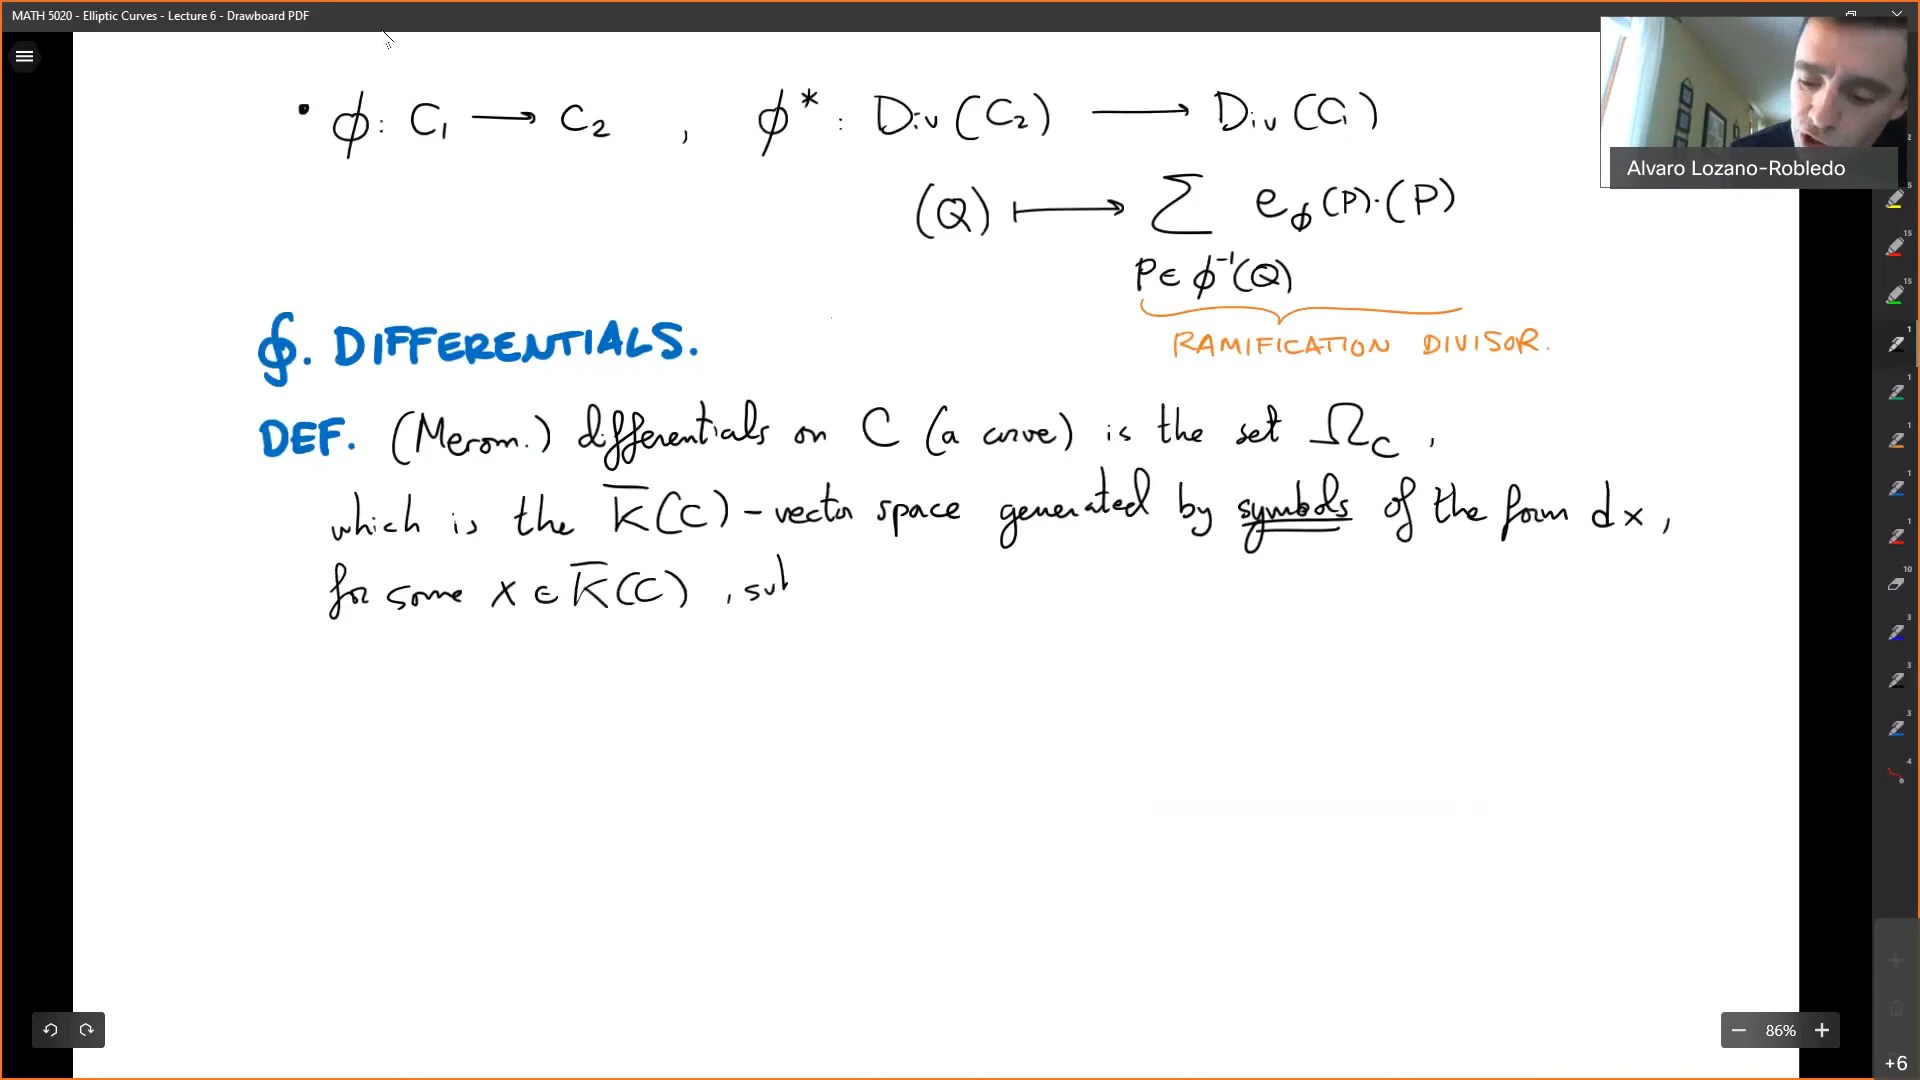 MATH 5020 - Elliptic Curves - Lecture 6 - Drawboard PDF
• ϕ: C₁ → C₂ , ϕ* : Div(C₂) → Div(C₁)
(Q) ↦ Σ e_ϕ(P)·(P)
P∈ϕ⁻¹(Q)
RAMIFICATION DIVISOR.
Alvaro Lozano-Robledo
§. DIFFERENTIALS.
DEF. (Merom.) differentials on C (a curve) is the set Ω_C ,
which is the K̅(C)-vector space generated by symbols of the form dx,
for some x ∈ K̅(C) , sub
86%
+6